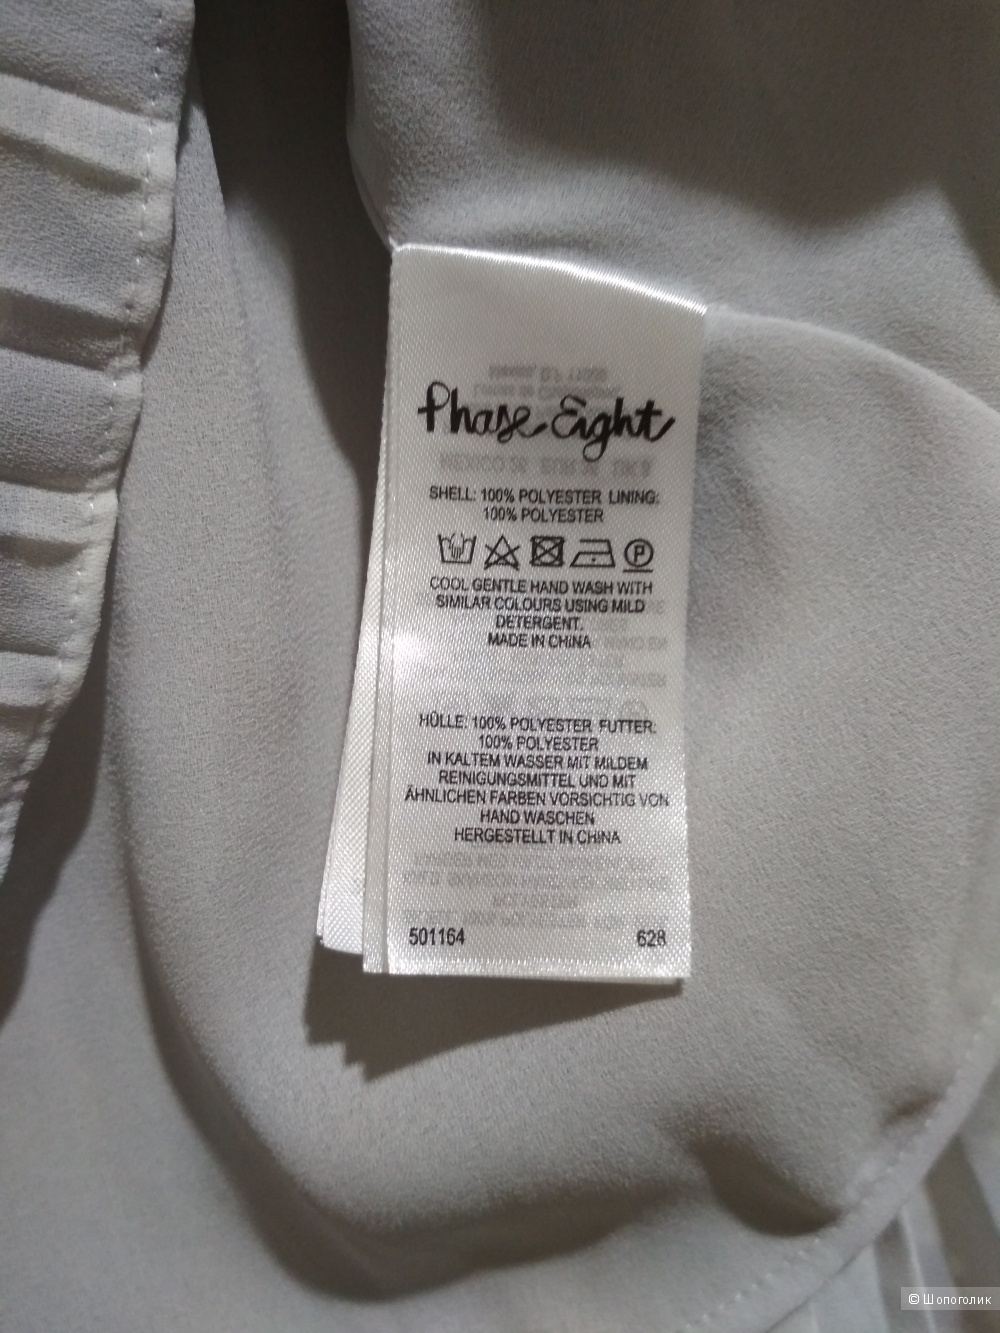 Phase Eight
SHELL: 100% POLYESTER LINING:
100% POLYESTER
P
COOL GENTLE HAND WASH WITH
SIMILAR COLOURS USING MILD
DETERGENT.
MADE IN CHINA
HÜLLE: 100% POLYESTER FUTTER:
100% POLYESTER
IN KALTEM WASSER MIT MILDEM
REINIGUNGSMITTEL UND MIT
ÄHNLICHEN FARBEN VORSICHTIG VON
HAND WASCHEN
HERGESTELLT IN CHINA
501164 628
© Шопоголик